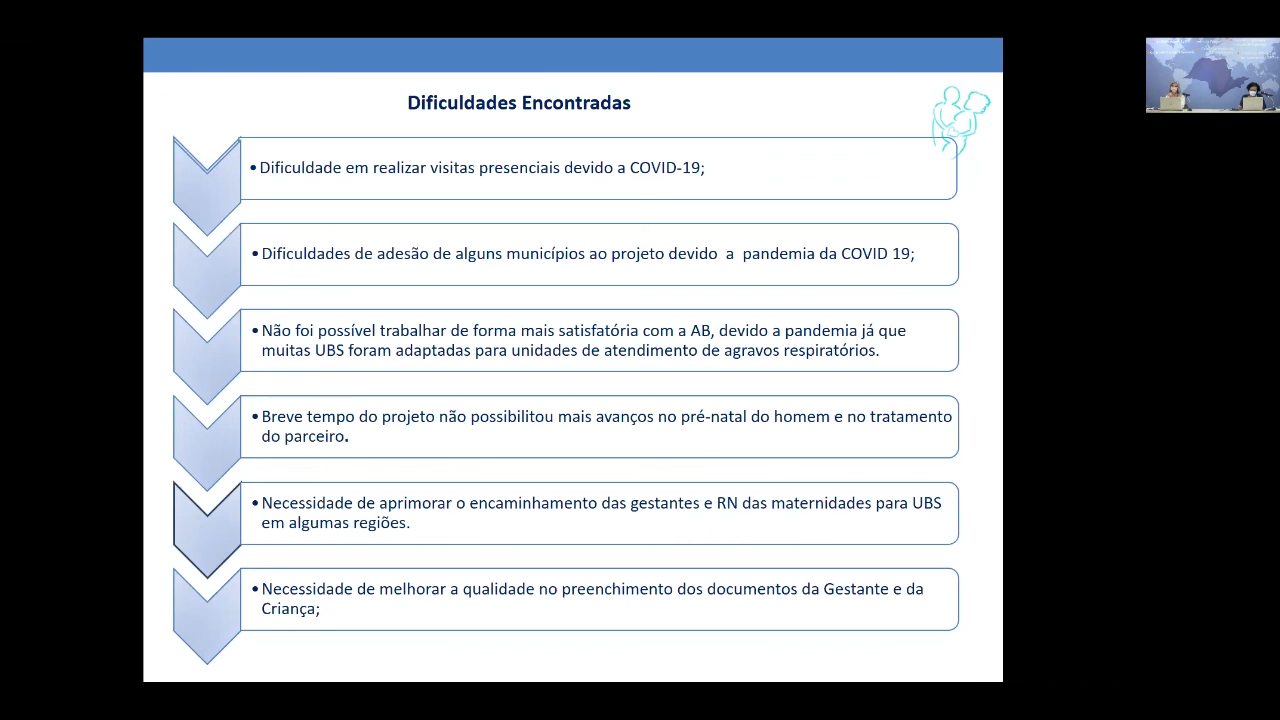 Dificuldades Encontradas
• Dificuldade em realizar visitas presenciais devido a COVID-19;
• Dificuldades de adesão de alguns municípios ao projeto devido a pandemia da COVID 19;
• Não foi possível trabalhar de forma mais satisfatória com a AB, devido a pandemia já que
muitas UBS foram adaptadas para unidades de atendimento de agravos respiratórios.
• Breve tempo do projeto não possibilitou mais avanços no pré-natal do homem e no tratamento
do parceiro.
• Necessidade de aprimorar o encaminhamento das gestantes e RN das maternidades para UBS
em algumas regiões.
• Necessidade de melhorar a qualidade no preenchimento dos documentos da Gestante e da
Criança;